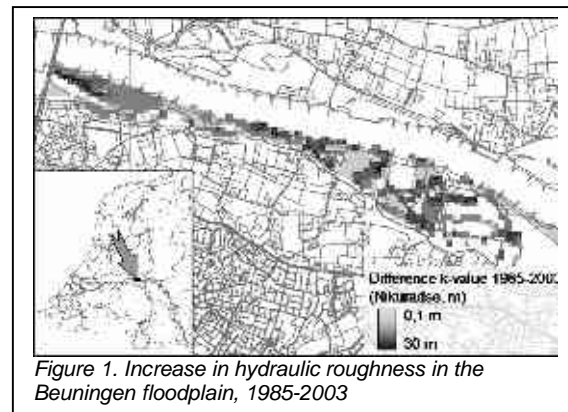 Difference k-value 1985-2003
(Nikuradse, m)
0,1 m
30 m
Figure 1. Increase in hydraulic roughness in the
Beuningen floodplain, 1985-2003